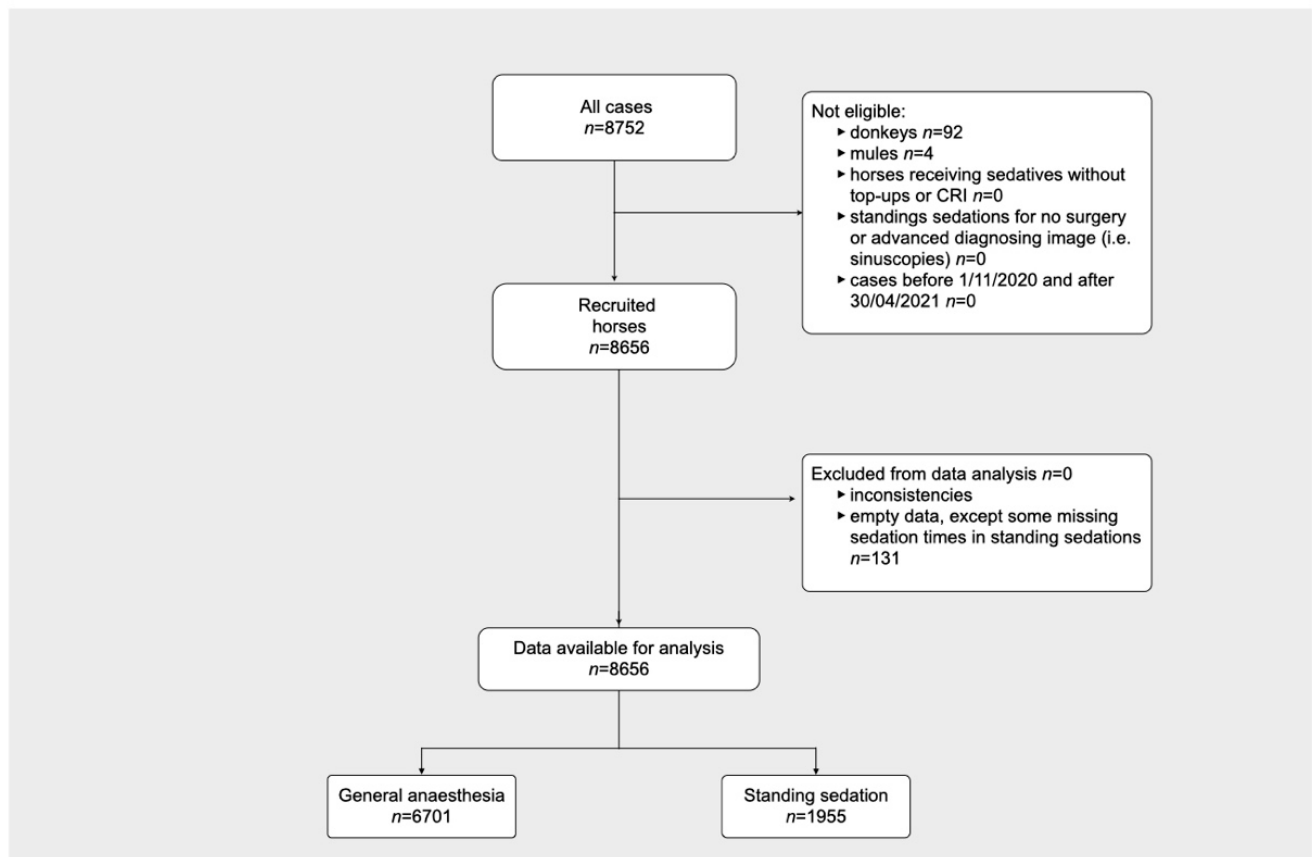 All cases
n=8752
Not eligible:
▸ donkeys n=92
▸ mules n=4
▸ horses receiving sedatives without
top-ups or CRI n=0
▸ standings sedations for no surgery
or advanced diagnosing image (i.e.
sinuscopies) n=0
▸ cases before 1/11/2020 and after
30/04/2021 n=0
Recruited
horses
n=8656
Excluded from data analysis n=0
▸ inconsistencies
▸ empty data, except some missing
sedation times in standing sedations
n=131
Data available for analysis
n=8656
General anaesthesia
n=6701
Standing sedation
n=1955